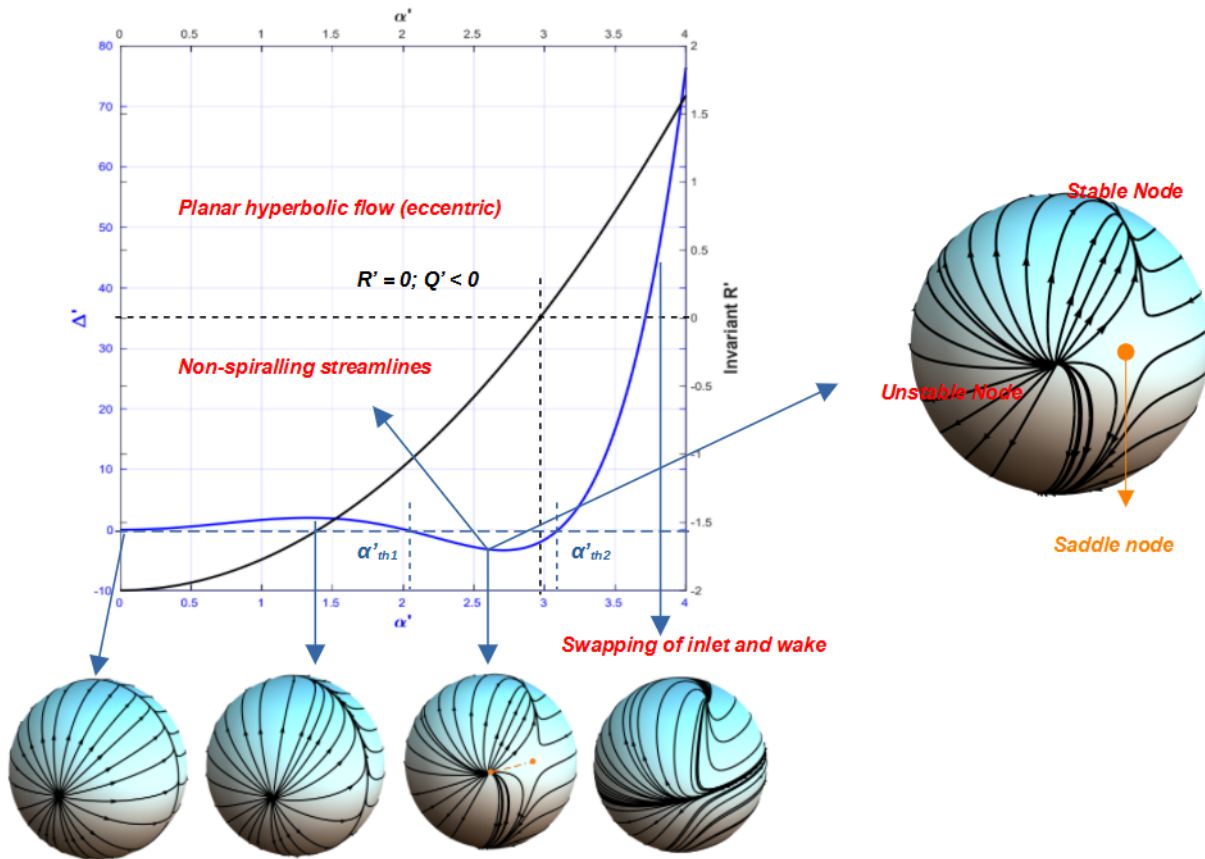 α'
0 0.5 1 1.5 2 2.5 3 3.5 4
80 2
70
1.5
60
1
Stable Node
Planar hyperbolic flow (eccentric)
50
0.5
40
R' = 0; Q' < 0
Δ'
0
Invariant R'
30
Non-spiralling streamlines
-0.5
20
Unstable Node
-1
10
0
-1.5
α'th1 α'th2
Saddle node
-10 -2
0 0.5 1 1.5 2 2.5 3 3.5 4
α'
Swapping of inlet and wake